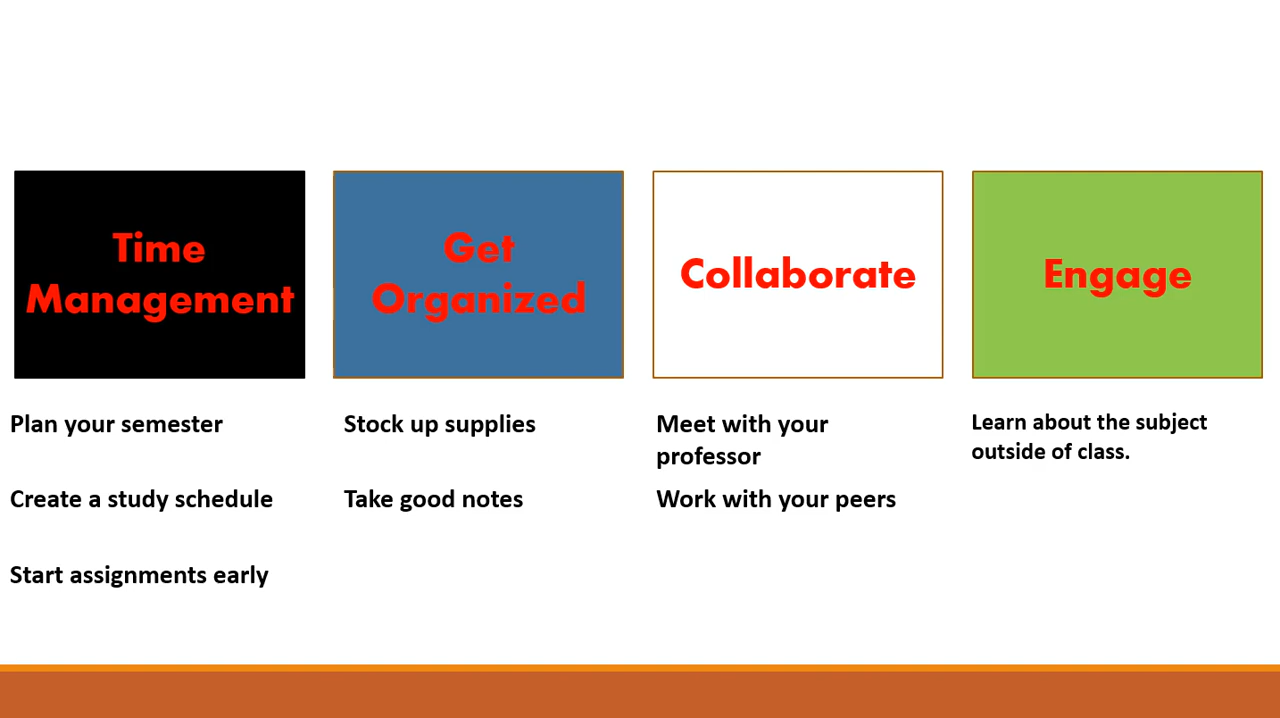 Time
Management
Get
Organized
Collaborate
Engage
Plan your semester
Create a study schedule
Start assignments early
Stock up supplies
Take good notes
Meet with your
professor
Work with your peers
Learn about the subject
outside of class.